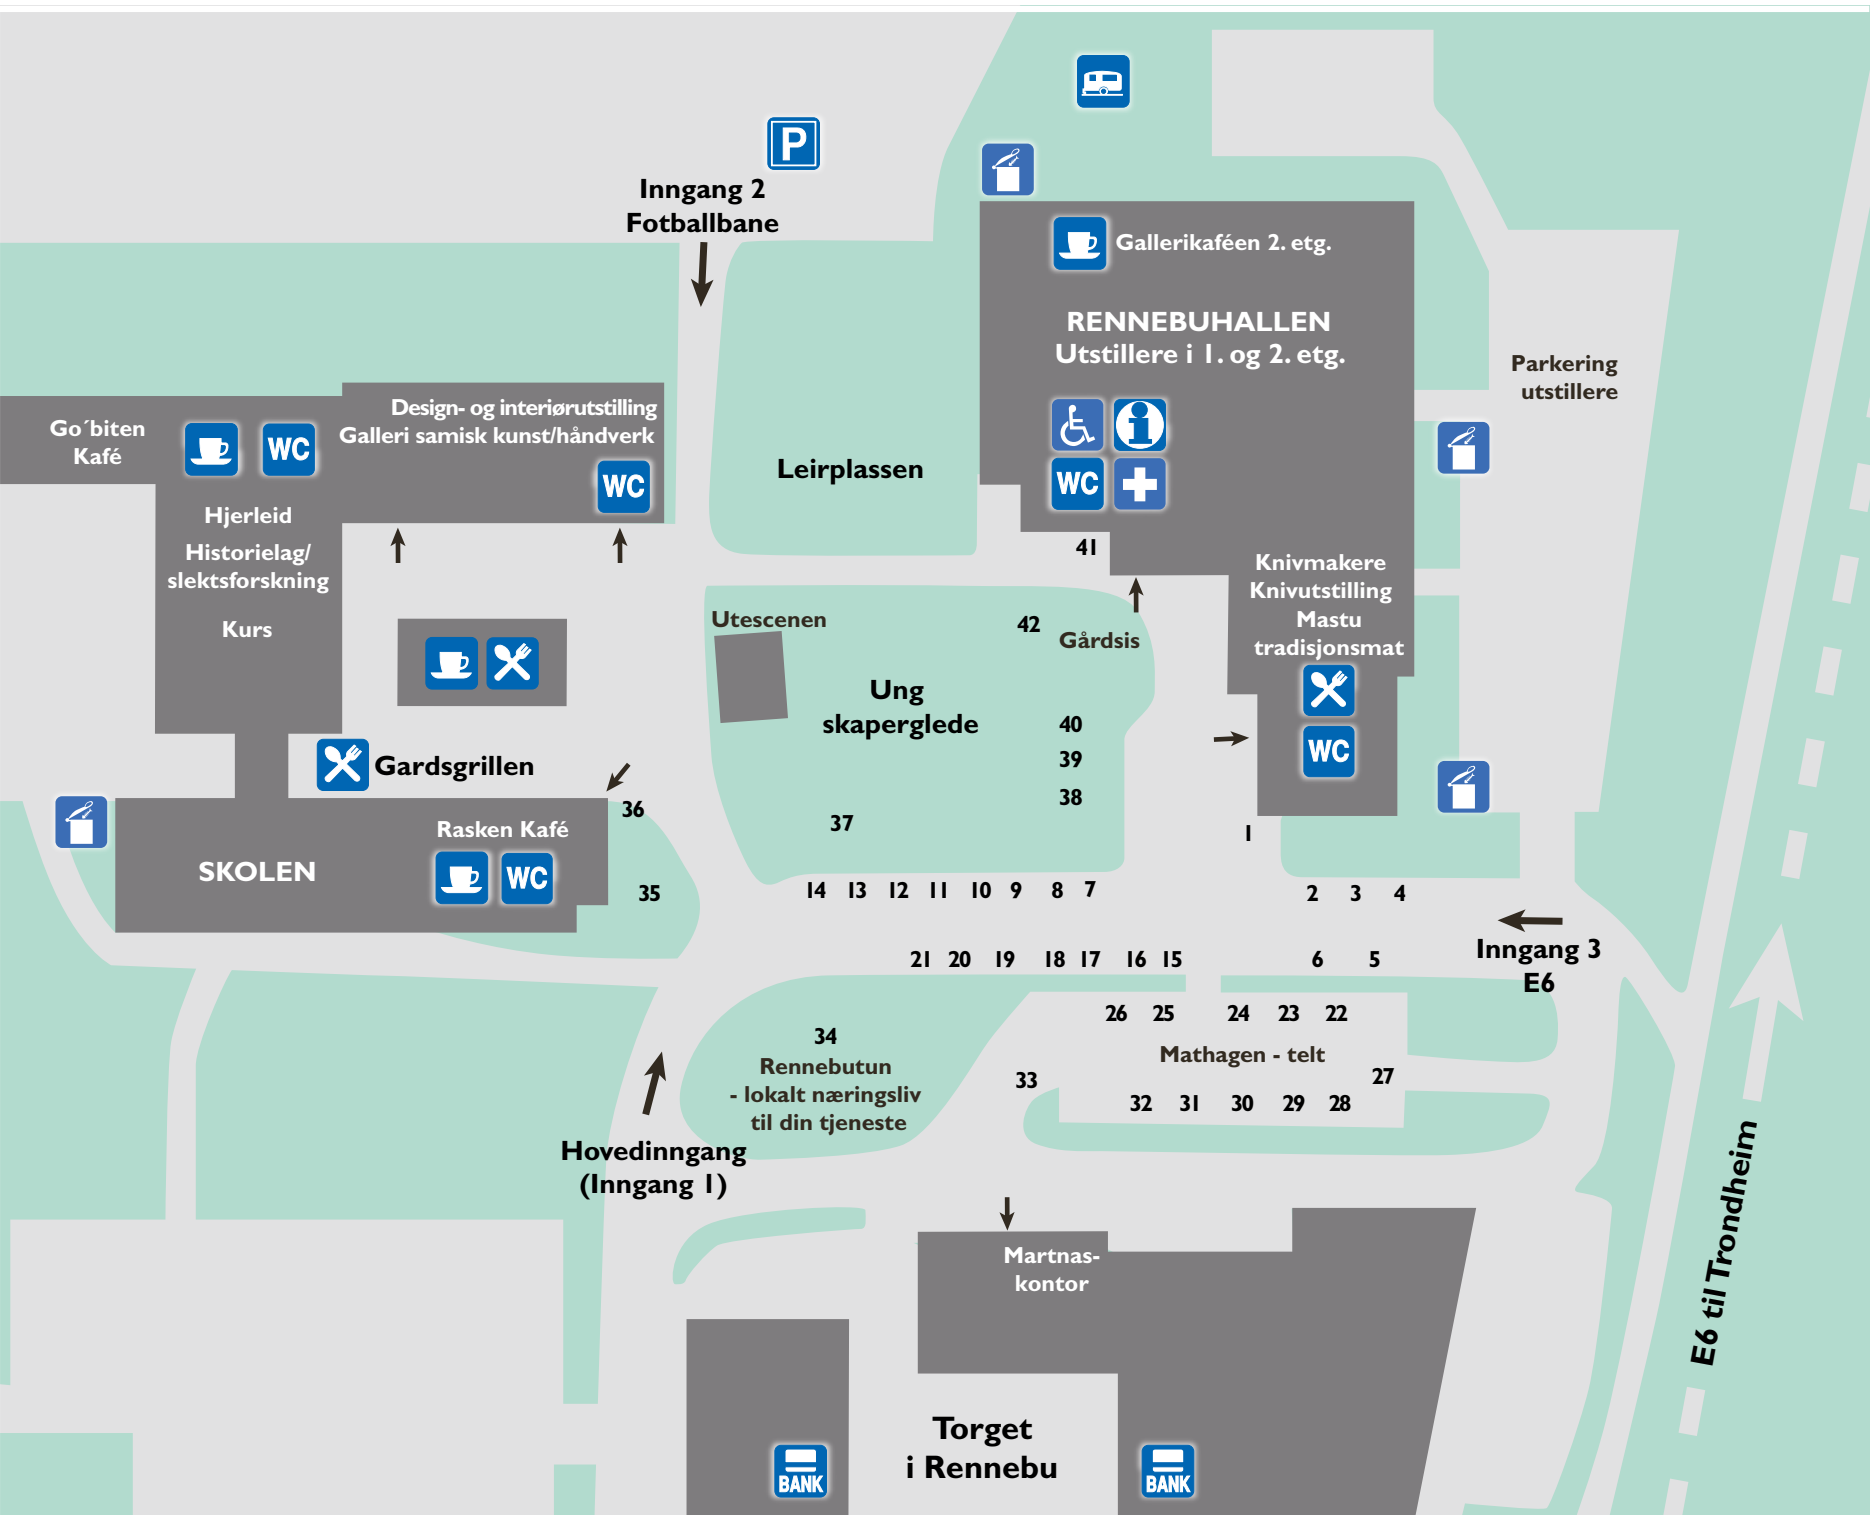 P
Inngang 2
Fotballbane
Gallerikaféen 2. etg.
RENNEBUHALLEN
Utstillere i 1. og 2. etg.
Parkering
utstillere
Design- og interiørutstilling
Galleri samisk kunst/håndverk
Go´biten
Kafé
WC
WC
Leirplassen
i
WC
Hjerleid
Historielag/
slektsforskning
Kurs
41
Knivmakere
Knivutstilling
Mastu
tradisjonsmat
WC
Utescenen
42
Gårdsis
Ung
skaperglede
40
39
38
37
Gardsgrillen
36
Rasken Kafé
WC
SKOLEN
35
1
14 13 12 11 10 9 8 7
2 3 4
21 20 19 18 17 16 15
6 5
Inngang 3
E6
26 25 24 23 22
Mathagen - telt
27
33
32 31 30 29 28
34
Rennebutun
- lokalt næringsliv
til din tjeneste
Hovedinngang
(Inngang 1)
E6 til Trondheim
Martnas-
kontor
Torget
i Rennebu
BANK
BANK